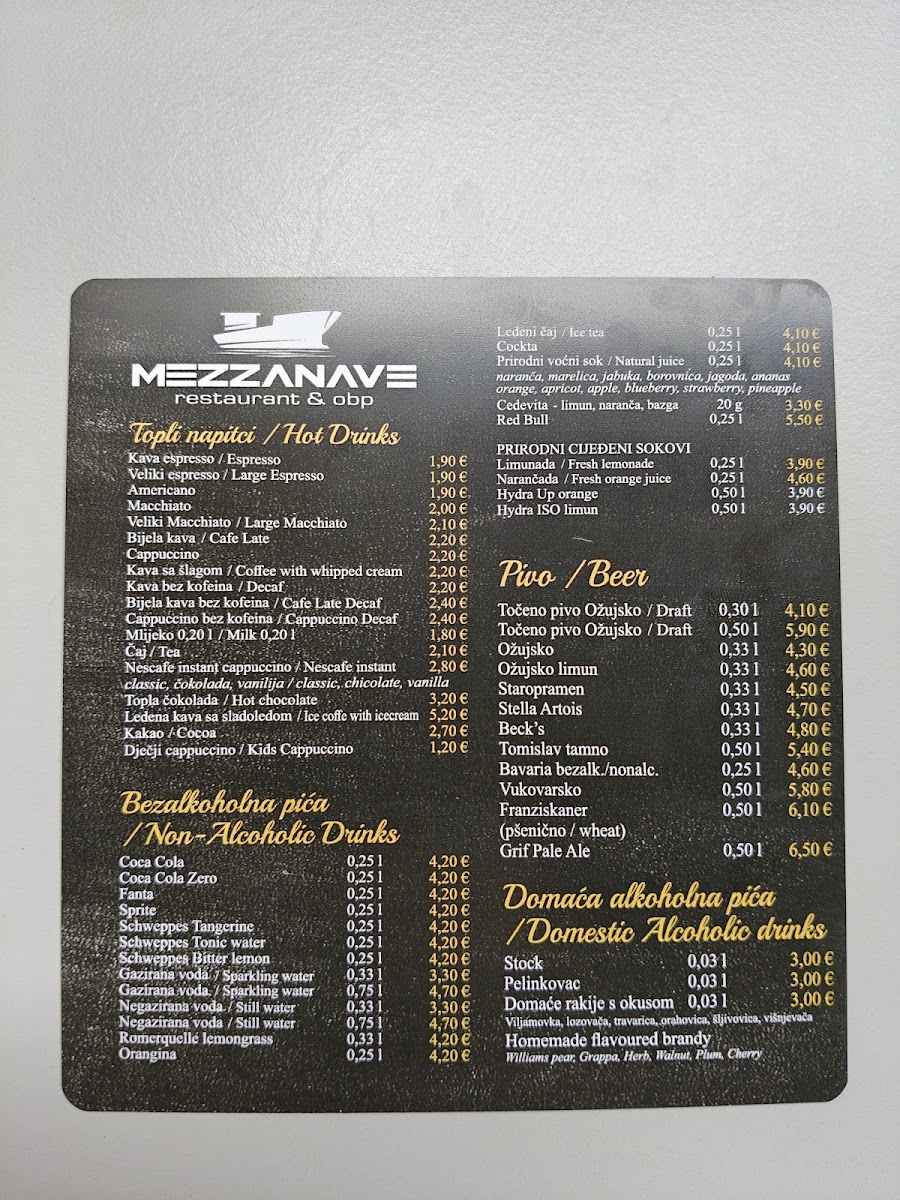 MEZZANAVE
restaurant & obp
Topli napitci / Hot Drinks
Kava espresso / Espresso 1,90 €
Veliki espresso / Large Espresso 1,90 €
Americano 1,90 €
Macchiato 2,00 €
Veliki Macchiato / Large Macchiato 2,10 €
Bijela kava / Cafe Late 2,20 €
Cappuccino 2,20 €
Kava sa šlagom / Coffee with whipped cream 2,20 €
Kava bez kofeina / Decaf 2,20 €
Bijela kava bez kofeina / Cafe Late Decaf 2,40 €
Cappuccino bez kofeina / Cappuccino Decaf 2,40 €
Mlijeko 0,20 l / Milk 0,20 l 1,80 €
Čaj / Tea 2,10 €
Nescafe instant cappuccino / Nescafe instant 2,80 €
classic, čokolada, vanilija / classic, chicolate, vanilla
Topla čokolada / Hot chocolate 3,20 €
Ledena kava sa sladoledom / Ice coffe with icecream 5,20 €
Kakao / Cocoa 2,70 €
Dječji cappuccino / Kids Cappuccino 1,20 €
Bezalkoholna pića
/ Non-Alcoholic Drinks
Coca Cola 0,25 l 4,20 €
Coca Cola Zero 0,25 l 4,20 €
Fanta 0,25 l 4,20 €
Sprite 0,25 l 4,20 €
Schweppes Tangerine 0,25 l 4,20 €
Schweppes Tonic water 0,25 l 4,20 €
Schweppes Bitter lemon 0,25 l 4,20 €
Gazirana voda / Sparkling water 0,33 l 3,30 €
Gazirana voda / Sparkling water 0,75 l 4,70 €
Negazirana voda / Still water 0,33 l 3,30 €
Negazirana voda / Still water 0,75 l 4,70 €
Romerquelle lemongrass 0,33 l 4,20 €
Orangina 0,25 l 4,20 €
Ledeni čaj / Ice tea 0,25 l 4,10 €
Cockta 0,25 l 4,10 €
Prirodni voćni sok / Natural juice 0,25 l 4,10 €
naranča, marelica, jabuka, borovnica, jagoda, ananas
orange, apricot, apple, blueberry, strawberry, pineapple
Cedevita - limun, naranča, bazga 20 g 3,30 €
Red Bull 0,25 l 5,50 €
PRIRODNI CIJEĐENI SOKOVI
Limunada / Fresh lemonade 0,25 l 3,90 €
Narančada / Fresh orange juice 0,25 l 4,60 €
Hydra Up orange 0,50 l 3,90 €
Hydra ISO limun 0,50 l 3,90 €
Pivo / Beer
Točeno pivo Ožujsko / Draft 0,30 l 4,10 €
Točeno pivo Ožujsko / Draft 0,50 l 5,90 €
Ožujsko 0,33 l 4,30 €
Ožujsko limun 0,33 l 4,60 €
Staropramen 0,33 l 4,50 €
Stella Artois 0,33 l 4,70 €
Beck's 0,33 l 4,80 €
Tomislav tamno 0,50 l 5,40 €
Bavaria bezalk./nonalc. 0,25 l 4,60 €
Vukovarsko 0,50 l 5,80 €
Franziskaner 0,50 l 6,10 €
(pšenično / wheat)
Grif Pale Ale 0,50 l 6,50 €
Domaća alkoholna pića
/ Domestic Alcoholic drinks
Stock 0,03 l 3,00 €
Pelinkovac 0,03 l 3,00 €
Domaće rakije s okusom 0,03 l 3,00 €
Viljamovka, lozovača, travarica, orahovica, šljivovica, višnjevača
Homemade flavoured brandy
Williams pear, Grappa, Herb, Walnut, Plum, Cherry